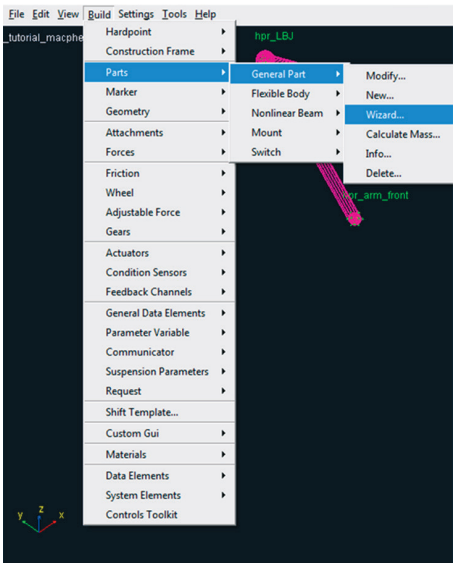 File Edit View Build Settings Tools Help
_tutorial_macphe
hpr_LBJ
Hardpoint
Construction Frame
Parts
Marker
Geometry
Attachments
Forces
Friction
Wheel
Adjustable Force
Gears
Actuators
Condition Sensors
Feedback Channels
General Data Elements
Parameter Variable
Communicator
Suspension Parameters
Request
Shift Template...
Custom Gui
Materials
Data Elements
System Elements
Controls Toolkit
General Part
Flexible Body
Nonlinear Beam
Mount
Switch
Modify...
New...
Wizard...
Calculate Mass...
Info...
Delete...
pr_arm_front
z
y x